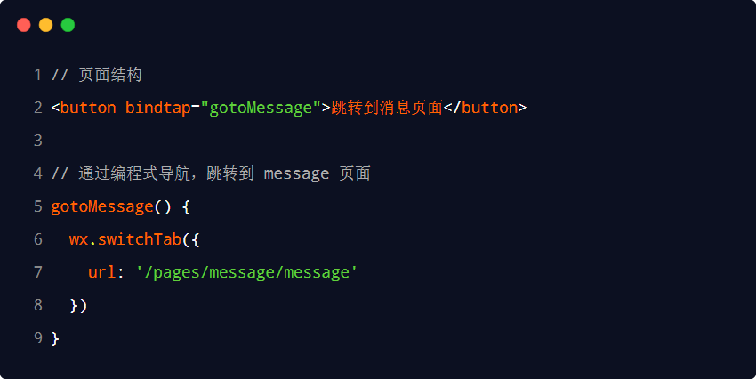 1 // 页面结构
2 <button bindtap="gotoMessage">跳转到消息页面</button>
3
4 // 通过编程式导航，跳转到 message 页面
5 gotoMessage() {
6   wx.switchTab({
7     url: '/pages/message/message'
8   })
9 }